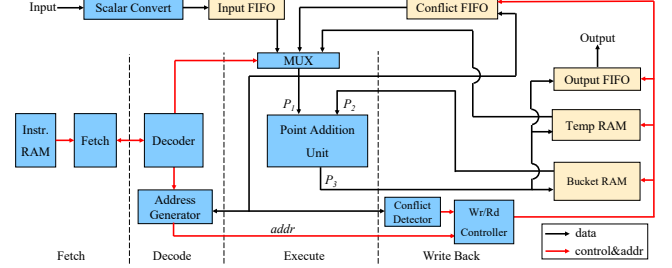 Input
Scalar Convert
Input FIFO
Conflict FIFO
Output
MUX
Output FIFO
P1
P2
Instr.
RAM
Fetch
Decoder
Point Addition
Unit
Temp RAM
P3
Bucket RAM
Address
Generator
Conflict
Detector
Wr/Rd
Controller
addr
data
control&addr
Fetch
Decode
Execute
Write Back